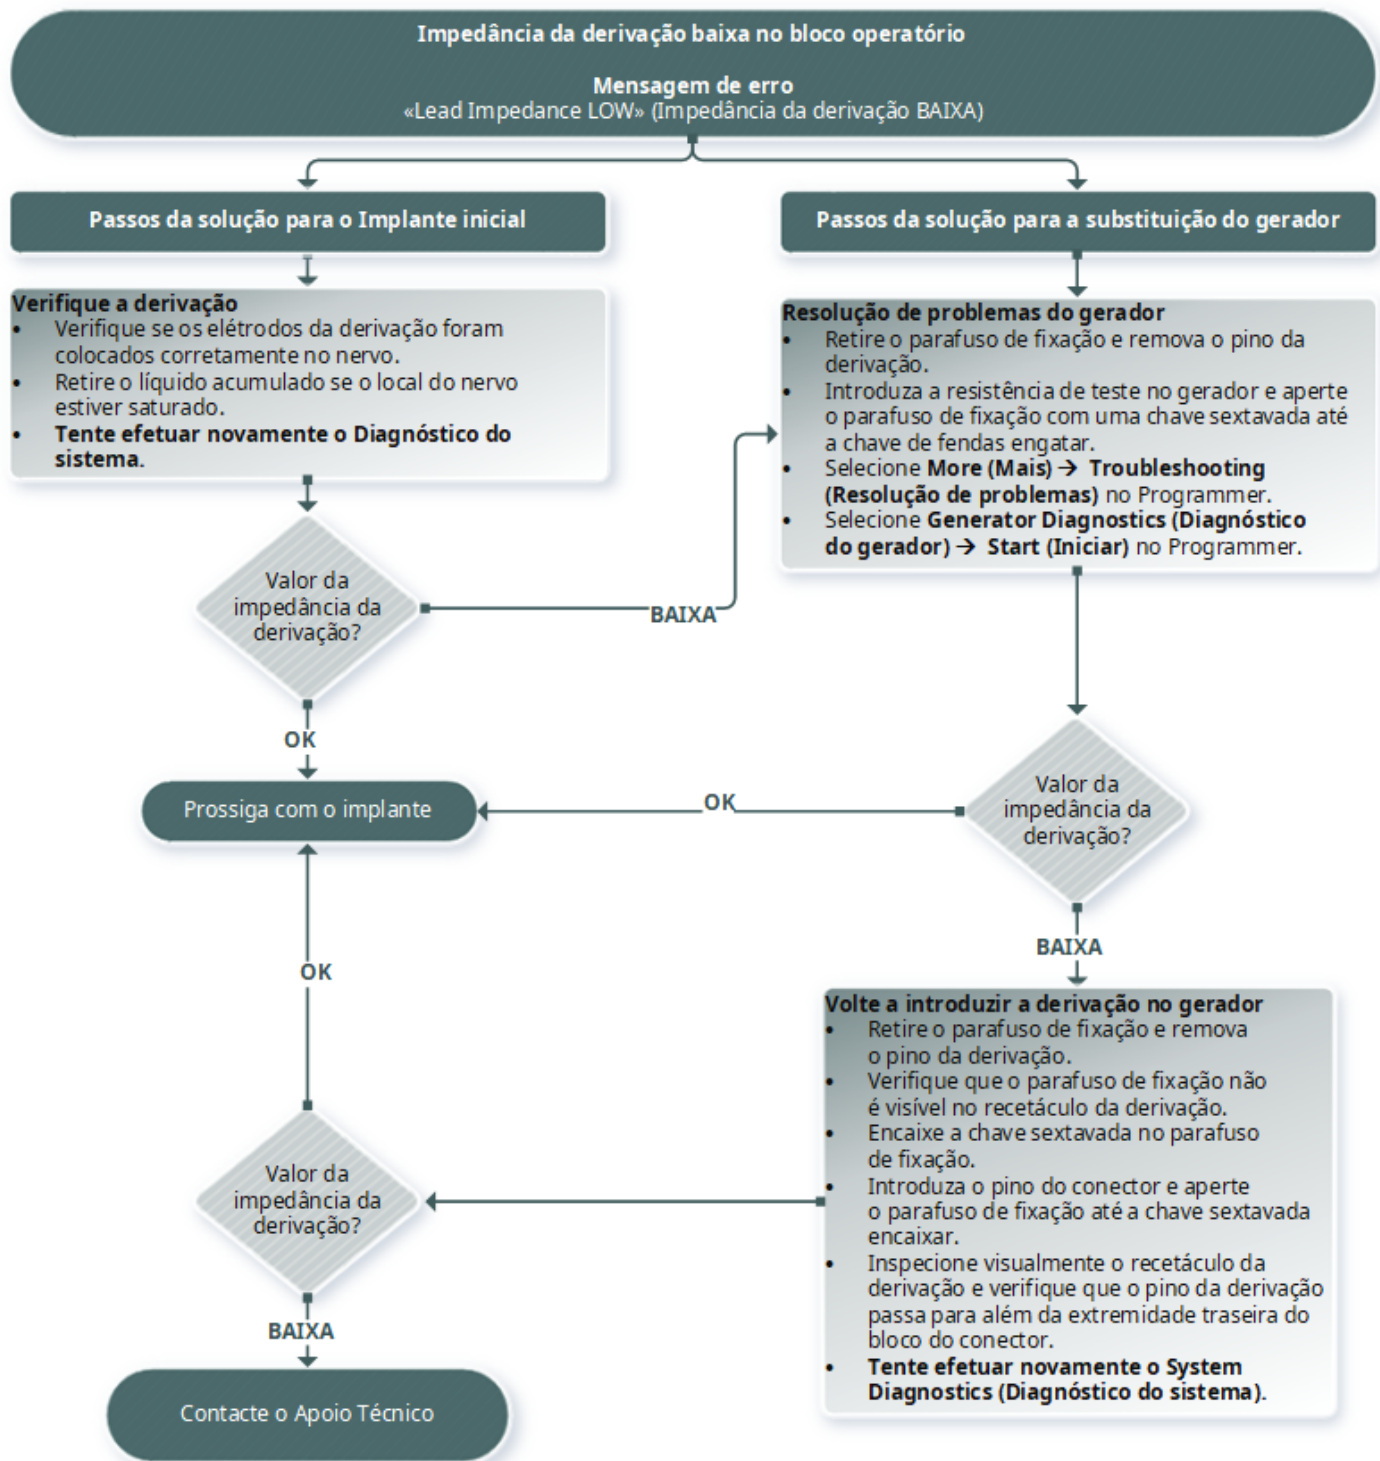 Impedância da derivação baixa no bloco operatório
Mensagem de erro
«Lead Impedance LOW» (Impedância da derivação BAIXA)
Passos da solução para o Implante inicial
Passos da solução para a substituição do gerador
Verifique a derivação
• Verifique se os elétrodos da derivação foram
colocados corretamente no nervo.
• Retire o líquido acumulado se o local do nervo
estiver saturado.
• Tente efetuar novamente o Diagnóstico do
sistema.
Resolução de problemas do gerador
• Retire o parafuso de fixação e remova o pino da
derivação.
• Introduza a resistência de teste no gerador e aperte
o parafuso de fixação com uma chave sextavada até
a chave de fendas engatar.
• Selecione More (Mais) → Troubleshooting
(Resolução de problemas) no Programmer.
• Selecione Generator Diagnostics (Diagnóstico
do gerador) → Start (Iniciar) no Programmer.
Valor da
impedância da
derivação?
BAIXA
OK
Prossiga com o implante
OK
Valor da
impedância da
derivação?
BAIXA
OK
Volte a introduzir a derivação no gerador
• Retire o parafuso de fixação e remova
o pino da derivação.
• Verifique que o parafuso de fixação não
é visível no recetáculo da derivação.
• Encaixe a chave sextavada no parafuso
de fixação.
• Introduza o pino do conector e aperte
o parafuso de fixação até a chave sextavada
encaixar.
• Inspecione visualmente o recetáculo da
derivação e verifique que o pino da derivação
passa para além da extremidade traseira do
bloco do conector.
• Tente efetuar novamente o System
Diagnostics (Diagnóstico do sistema).
Valor da
impedância da
derivação?
BAIXA
Contacte o Apoio Técnico